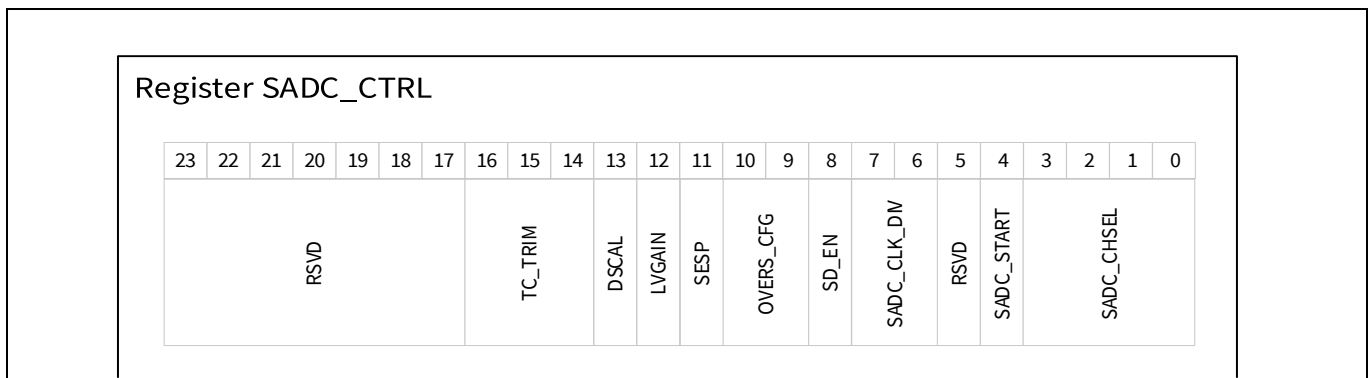 Register SADC_CTRL
23 22 21 20 19 18 17 16 15 14 13 12 11 10 9 8 7 6 5 4 3 2 1 0
RSVD TC_TRIM DSCAL LVGAIN SESP OVERS_CFG SD_EN SADC_CLK_DIV RSVD SADC_START SADC_CHSEL